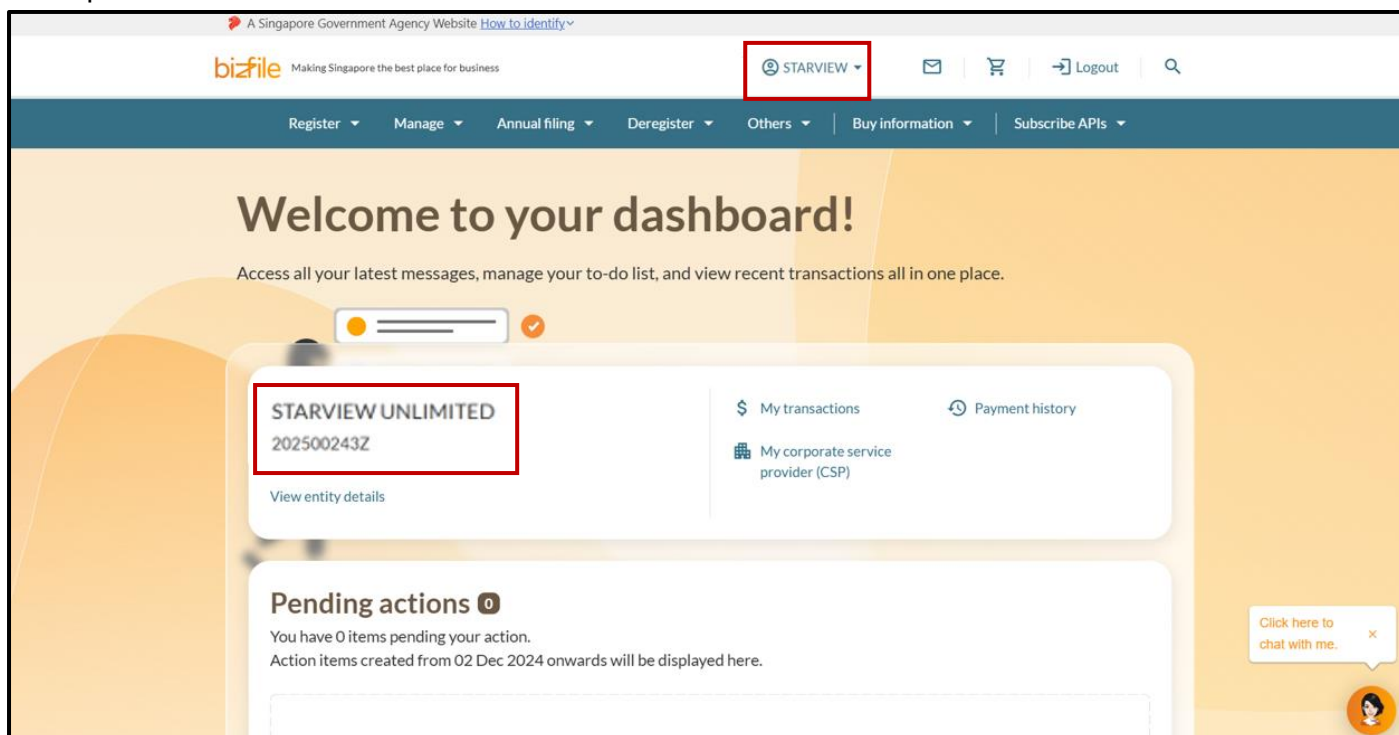 A Singapore Government Agency Website How to identify
bizfile Making Singapore the best place for business STARVIEW Logout
Register Manage Annual filing Deregister Others Buy information Subscribe APIs
Welcome to your dashboard!
Access all your latest messages, manage your to-do list, and view recent transactions all in one place.
STARVIEW UNLIMITED
202500243Z
View entity details
$ My transactions
Payment history
My corporate service
provider (CSP)
Pending actions 0
You have 0 items pending your action.
Action items created from 02 Dec 2024 onwards will be displayed here.
Click here to
chat with me. ×